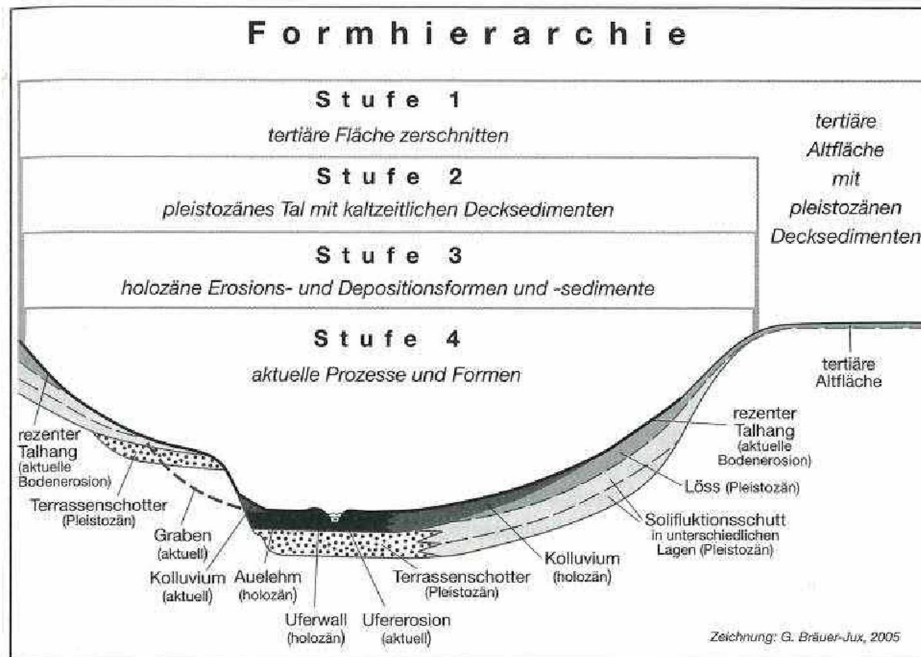 Formhierarchie
Stufe 1
tertiäre Fläche zerschnitten
Stufe 2
pleistozänes Tal mit kaltzeitlichen Decksedimenten
Stufe 3
holozäne Erosions- und Depositionsformen und -sedimente
Stufe 4
aktuelle Prozesse und Formen
tertiäre
Altfläche
mit
pleistozänen
Decksedimenten
tertiäre
Altfläche
rezenter
Talhang
(aktuelle
Bodenerosion)
Terrassenschotter
(Pleistozän)
Graben
(aktuell)
Kolluvium
(aktuell)
Auelehm
(holozän)
Uferwall
(holozän)
Ufererosion
(aktuell)
Terrassenschotter
(Pleistozän)
Kolluvium
(holozän)
rezenter
Talhang
(aktuelle
Bodenerosion)
Löss (Pleistozän)
Solifluktionsschutt
in unterschiedlichen
Lagen (Pleistozän)
Zeichnung: G. Bräuer-Jux, 2005